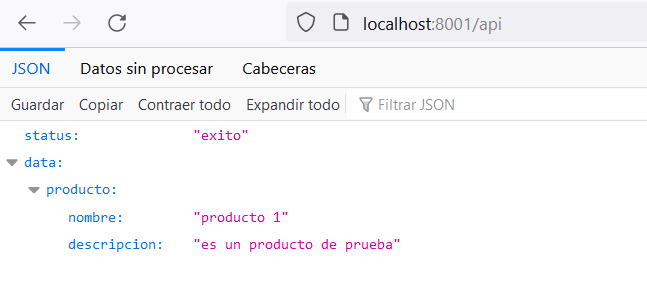 localhost:8001/api
JSON Datos sin procesar Cabeceras
Guardar Copiar Contraer todo Expandir todo Filtrar JSON
status: "exito"
data:
producto:
nombre: "producto 1"
descripcion: "es un producto de prueba"